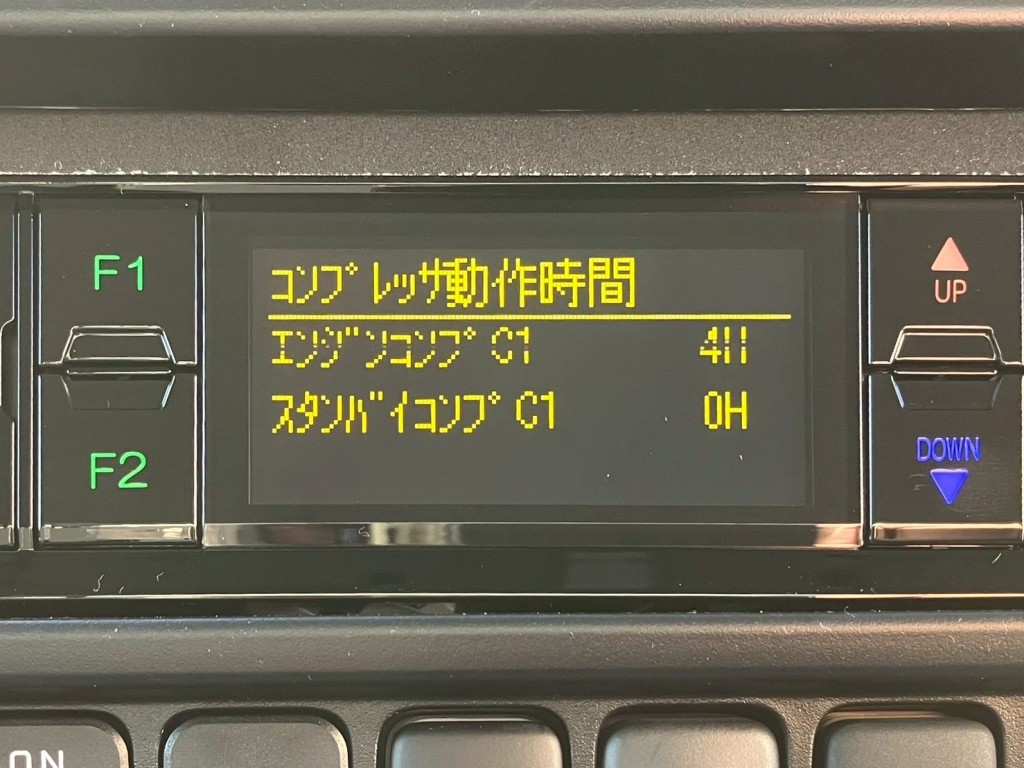 コンプレッサ動作時間
エンジンコンプC1 4H
スタンバイコンプC1 0H
F1
F2
UP
DOWN
ON